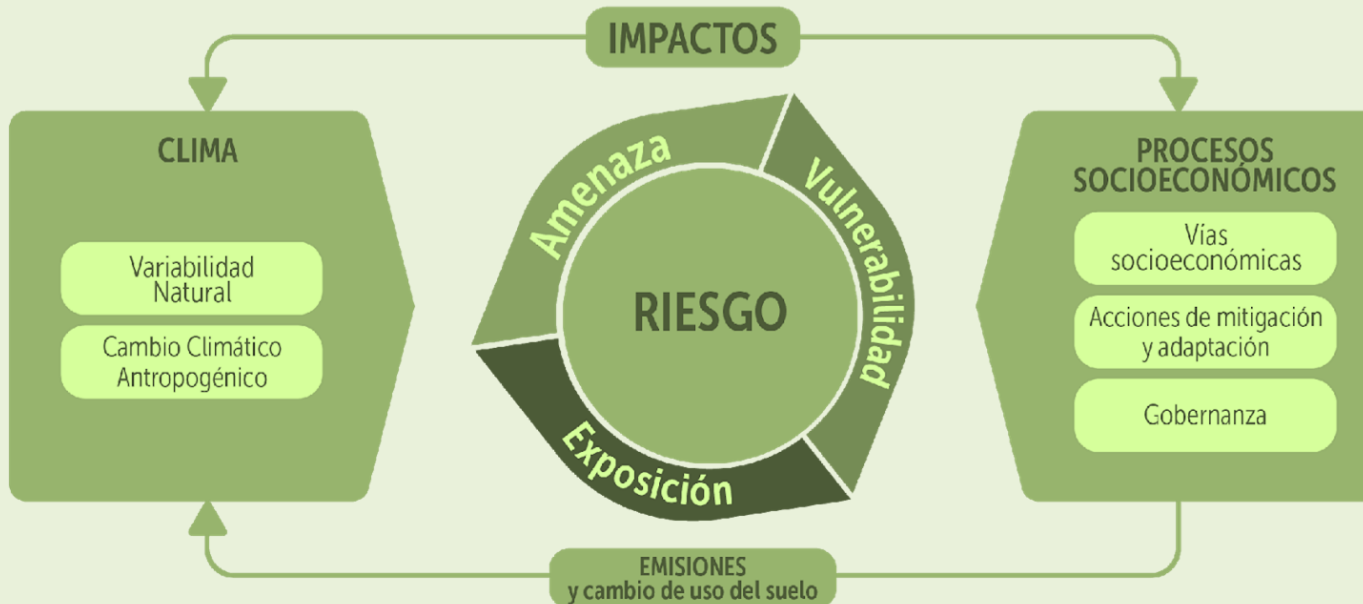 IMPACTOS
CLIMA
Variabilidad
Natural
Cambio Climático
Antropogénico
Amenaza
Vulnerabilidad
Exposición
RIESGO
PROCESOS
SOCIOECONÓMICOS
Vías
socioeconómicas
Acciones de mitigación
y adaptación
Gobernanza
EMISIONES
y cambio de uso del suelo